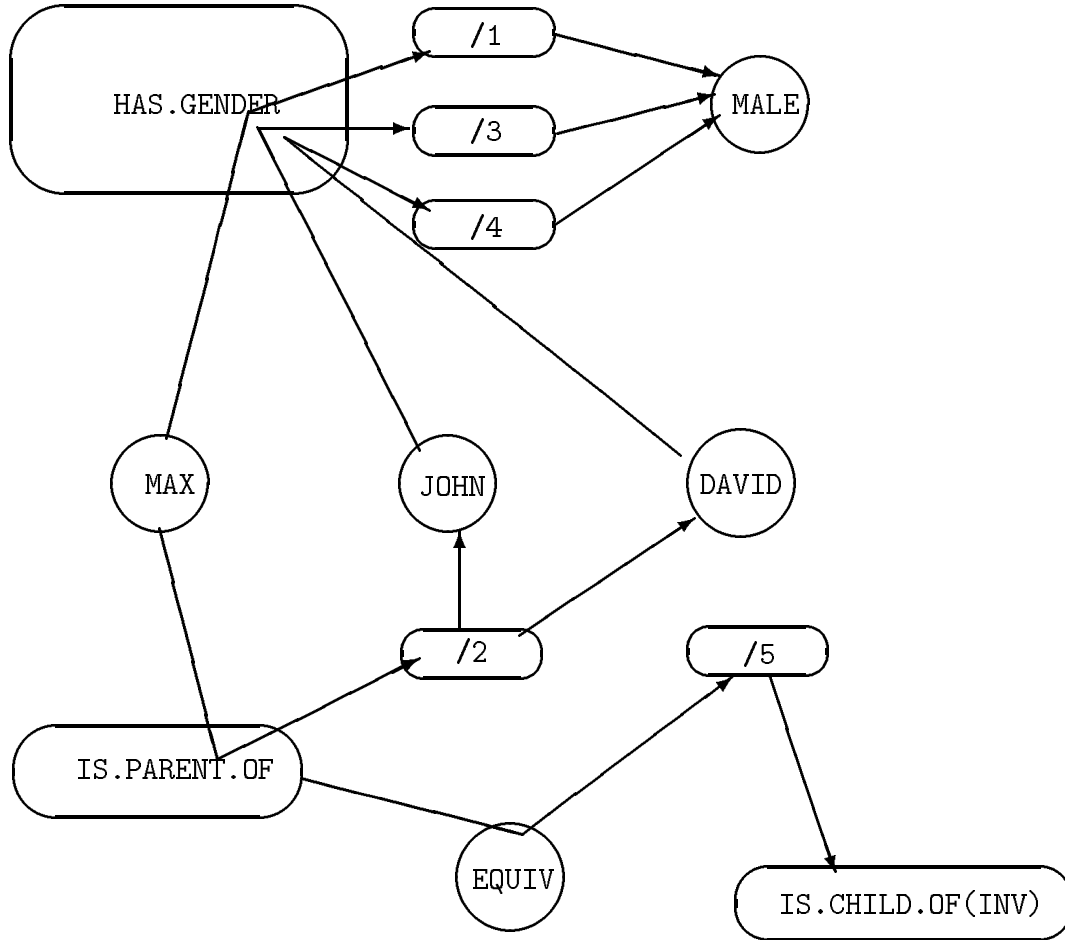 /1
HAS.GENDER
MALE
/3
/4
MAX
JOHN
DAVID
/2
/5
IS.PARENT.OF
EQUIV
IS.CHILD.OF(INV)